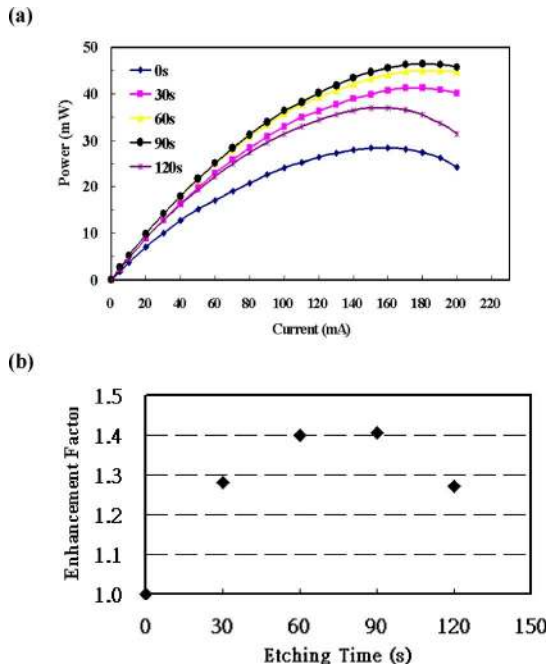 (a)
50
40
30
20
10
0
Power (mW)
0s
30s
60s
90s
120s
0 20 40 60 80 100 120 140 160 180 200 220
Current (mA)
(b)
1.5
1.4
1.3
1.2
1.1
1.0
Enhancement Factor
0 30 60 90 120 150
Etching Time (s)